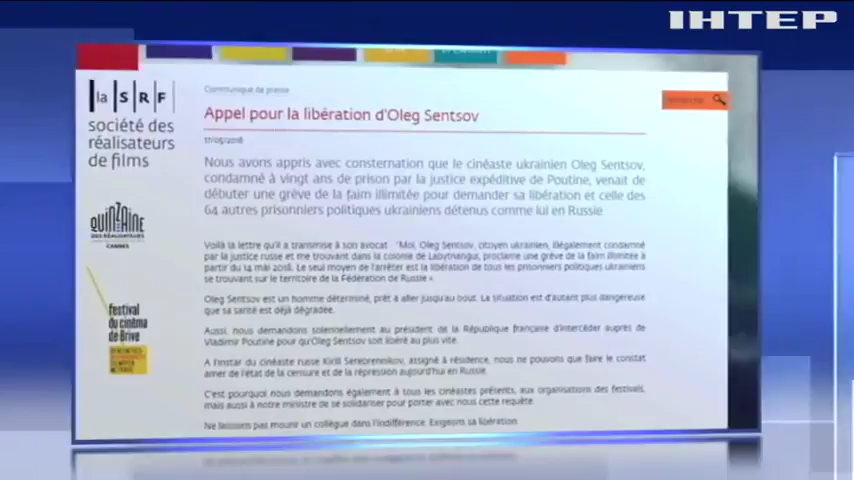 ІНТЕР
la SRF
société des
réalisateurs
de films
QUINZAINE
DES RÉALISATEURS
CANNES
festival
du cinéma
de Brive
Communiqué de presse
Appel pour la libération d'Oleg Sentsov
17/05/2018
Nous avons appris avec consternation que le cinéaste ukrainien Oleg Sentsov,
condamné à vingt ans de prison par la justice expéditive de Poutine, venait de
débuter une grève de la faim illimitée pour demander sa libération et celle des
64 autres prisonniers politiques ukrainiens détenus comme lui en Russie
Voilà la lettre qu'il a transmise à son avocat "Moi, Oleg Sentsov, citoyen ukrainien, illégalement condamné
par la justice russe et me trouvant dans la colonie de Labytnangui, proclame une grève de la faim illimitée à
partir du 14 mai 2018. Le seul moyen de l'arrêter est la libération de tous les prisonniers politiques ukrainiens
se trouvant sur le territoire de la Fédération de Russie «
Oleg Sentsov est un homme déterminé, prêt à aller jusqu'au bout. La situation est d'autant plus dangereuse
que sa santé est déjà dégradée.
Aussi, nous demandons solennellement au président de la République française d'intercéder auprès de
Vladimir Poutine pour qu'Oleg Sentsov soit libéré au plus vite.
A l'instar du cinéaste russe Kirill Serebrennikov, assigné à résidence, nous ne pouvons que faire le constat
amer de l'état de la censure et de la répression aujourd'hui en Russie.
C'est pourquoi nous demandons également à tous les cinéastes présents, aux organisations des festivals,
mais aussi à notre ministre de se solidariser pour porter avec nous cette requête
Ne laissons pas mourir un collègue dans l'indifférence. Exigeons sa libération